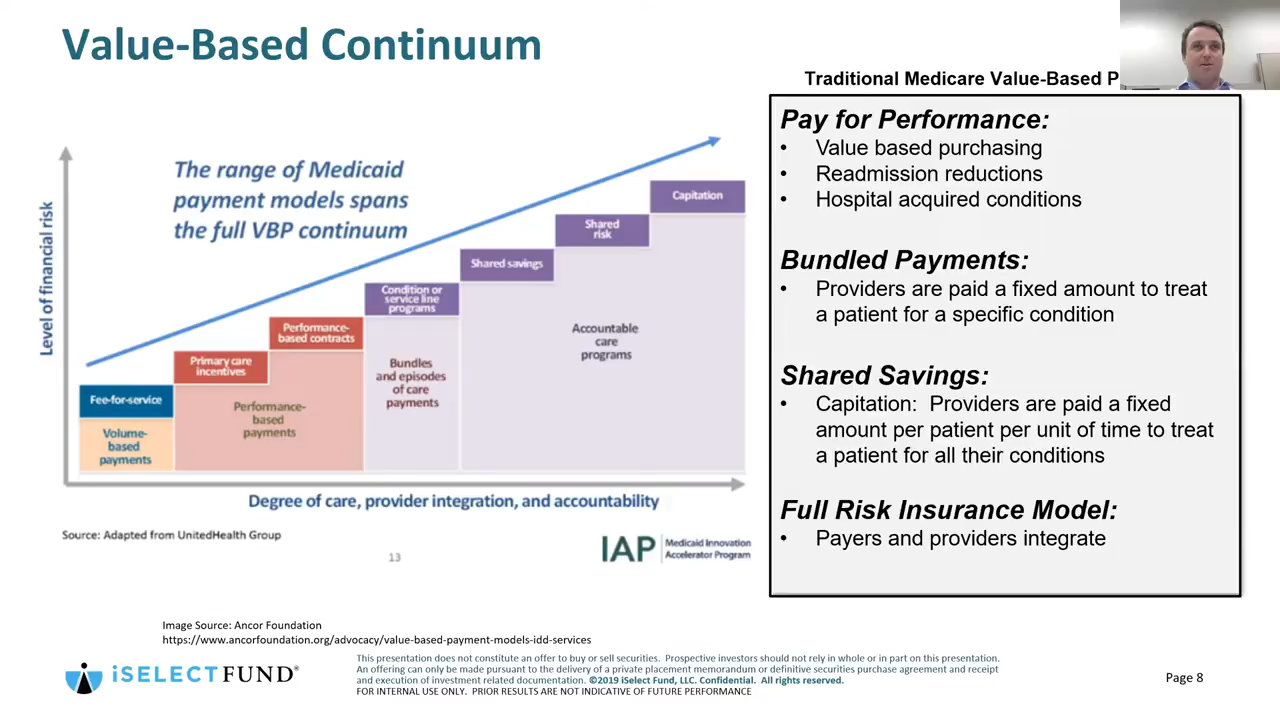 Value-Based Continuum
Traditional Medicare Value-Based P
The range of Medicaid
payment models spans
the full VBP continuum
Level of financial risk
Capitation
Shared
risk
Shared savings
Condition or
service line
programs
Performance-
based contracts
Primary care
incentives
Fee-for-service
Volume-
based
payments
Performance-
based
payments
Bundles
and episodes
of care
payments
Accountable
care
programs
Degree of care, provider integration, and accountability
Source: Adapted from UnitedHealth Group
13
IAP
Medicaid Innovation
Accelerator Program
Pay for Performance:
• Value based purchasing
• Readmission reductions
• Hospital acquired conditions
Bundled Payments:
• Providers are paid a fixed amount to treat
a patient for a specific condition
Shared Savings:
• Capitation: Providers are paid a fixed
amount per patient per unit of time to treat
a patient for all their conditions
Full Risk Insurance Model:
• Payers and providers integrate
Image Source: Ancor Foundation
https://www.ancorfoundation.org/advocacy/value-based-payment-models-idd-services
iSELECTFUND®
This presentation does not constitute an offer to buy or sell securities. Prospective investors should not rely in whole or in part on this presentation.
An offering can only be made pursuant to the delivery of a private placement memorandum or definitive securities purchase agreement and receipt
and execution of investment related documentation. ©2019 iSelect Fund, LLC. Confidential. All rights reserved.
FOR INTERNAL USE ONLY. PRIOR RESULTS ARE NOT INDICATIVE OF FUTURE PERFORMANCE
Page 8